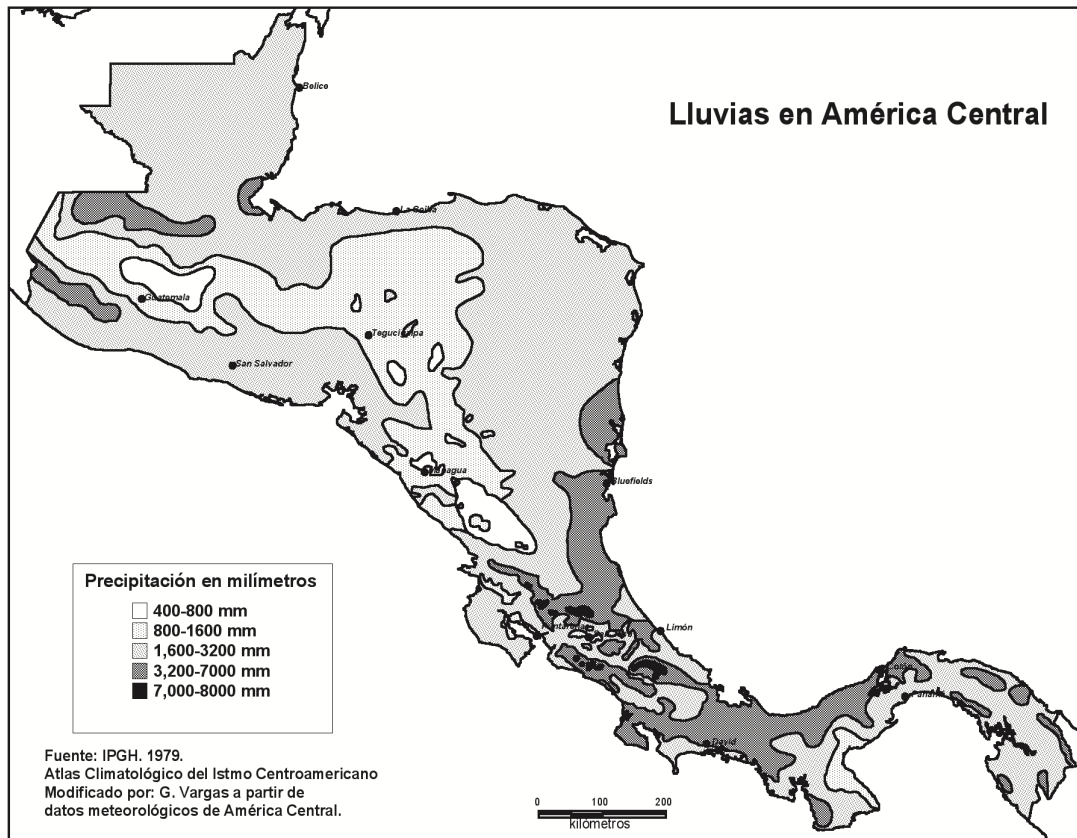 Lluvias en América Central
Belice
La Ceiba
Guatemala
Tegucigalpa
San Salvador
Managua
Bluefields
Limón
Colón
Panamá
David
Precipitación en milímetros
400-800 mm
800-1600 mm
1,600-3200 mm
3,200-7000 mm
7,000-8000 mm
Fuente: IPGH. 1979.
Atlas Climatológico del Istmo Centroamericano
Modificado por: G. Vargas a partir de
datos meteorológicos de América Central.
0 100 200
kilómetros